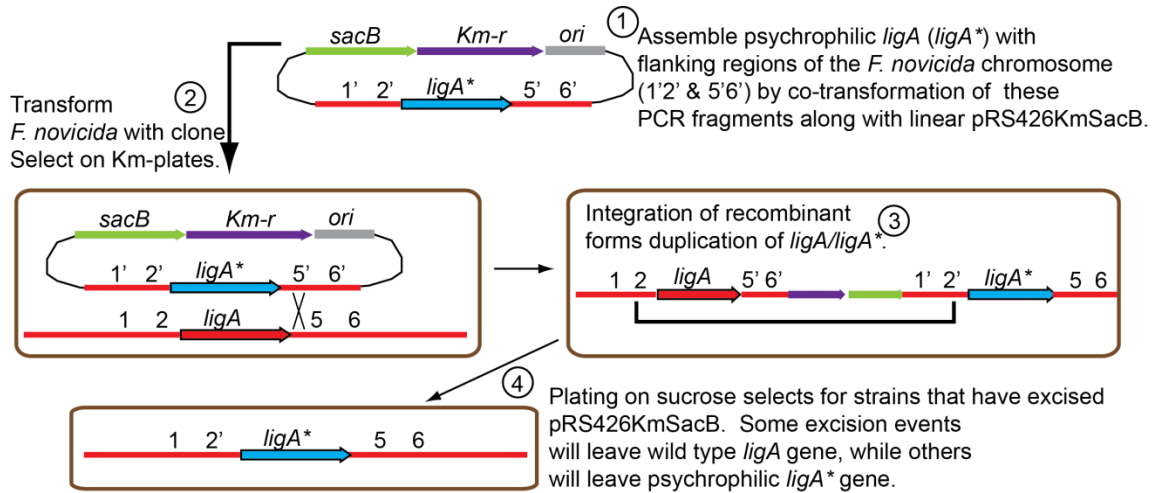 sacB Km-r ori
1' 2' ligA* 5' 6'
① Assemble psychrophilic ligA (ligA*) with
flanking regions of the F. novicida chromosome
(1'2' & 5'6') by co-transformation of these
PCR fragments along with linear pRS426KmSacB.
② Transform
F. novicida with clone
Select on Km-plates.
sacB Km-r ori
1' 2' ligA* 5' 6'
1 2 ligA 5 6
Integration of recombinant ③
forms duplication of ligA/ligA*.
1 2 ligA 5' 6' 1' 2' ligA* 5 6
④ Plating on sucrose selects for strains that have excised
pRS426KmSacB. Some excision events
will leave wild type ligA gene, while others
will leave psychrophilic ligA* gene.
1 2' ligA* 5 6